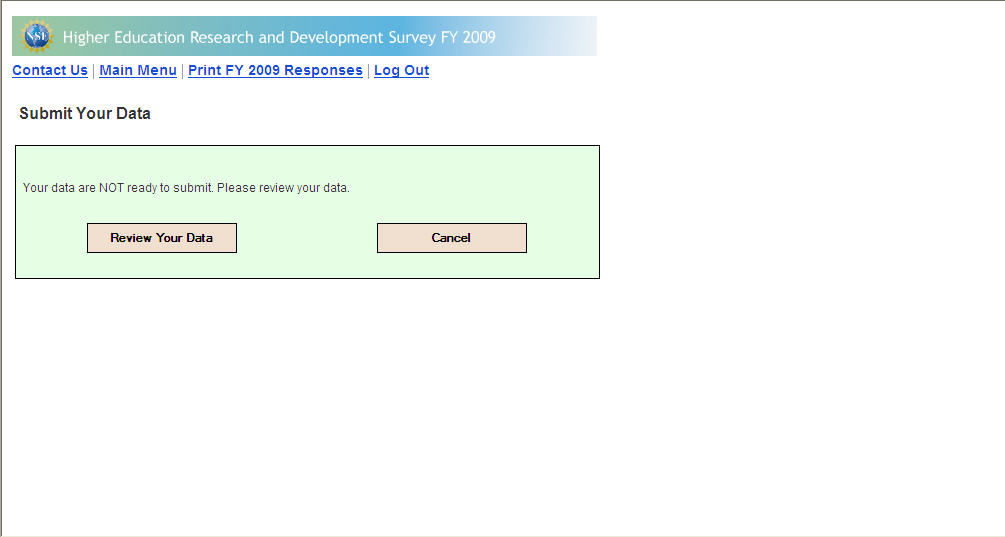 NSF
Higher Education Research and Development Survey FY 2009
Contact Us | Main Menu | Print FY 2009 Responses | Log Out
Submit Your Data
Your data are NOT ready to submit. Please review your data.
Review Your Data
Cancel